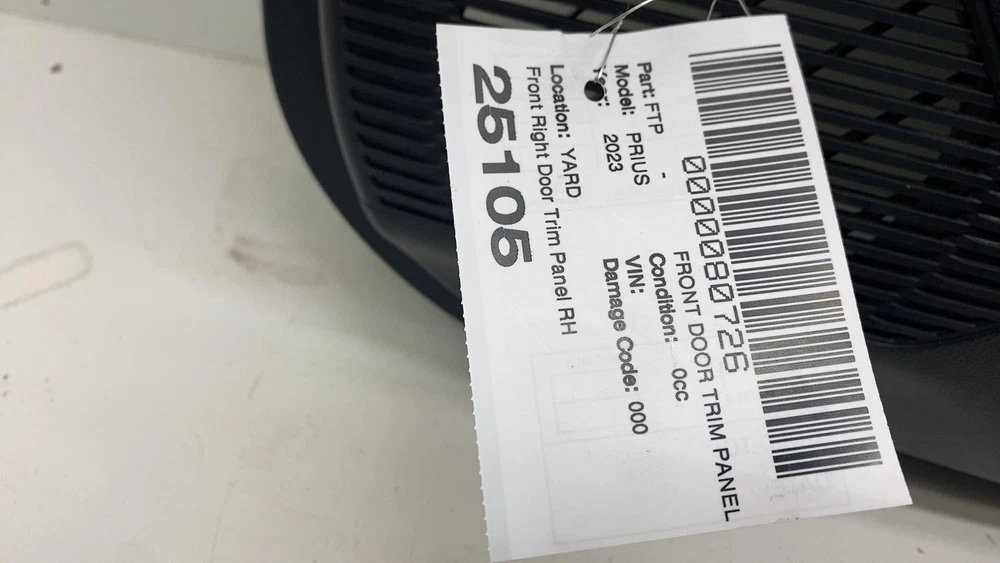 0000080726
FRONT DOOR TRIM PANEL
Part: FTP -
Condition: 0cc
Model: PRIUS
VIN:
2023
Damage Code: 000
Location: YARD
Front Right Door Trim Panel RH
25105